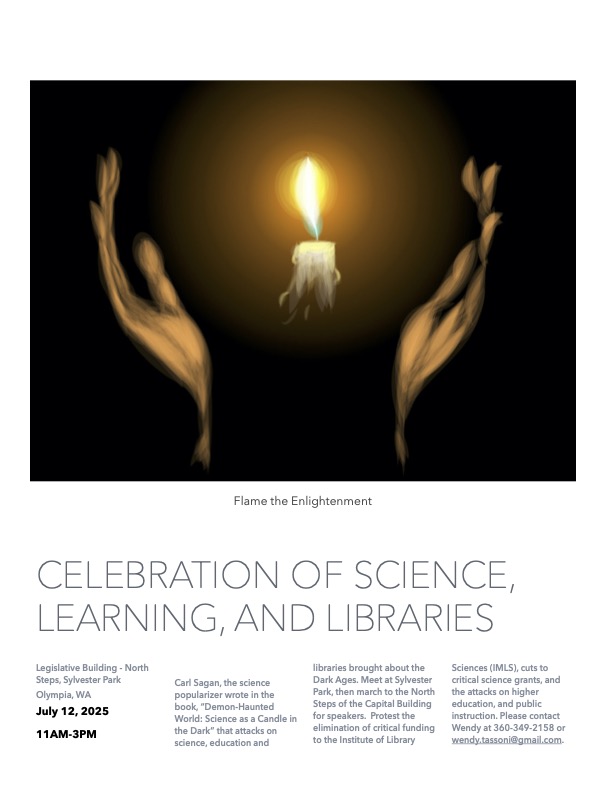 Flame the Enlightenment
CELEBRATION OF SCIENCE,
LEARNING, AND LIBRARIES
Legislative Building - North
Steps, Sylvester Park
Olympia, WA
July 12, 2025
11AM-3PM
Carl Sagan, the science
popularizer wrote in the
book, "Demon-Haunted
World: Science as a Candle in
the Dark" that attacks on
science, education and
libraries brought about the
Dark Ages. Meet at Sylvester
Park, then march to the North
Steps of the Capital Building
for speakers. Protest the
elimination of critical funding
to the Institute of Library
Sciences (IMLS), cuts to
critical science grants, and
the attacks on higher
education, and public
instruction. Please contact
Wendy at 360-349-2158 or
wendy.tassoni@gmail.com.